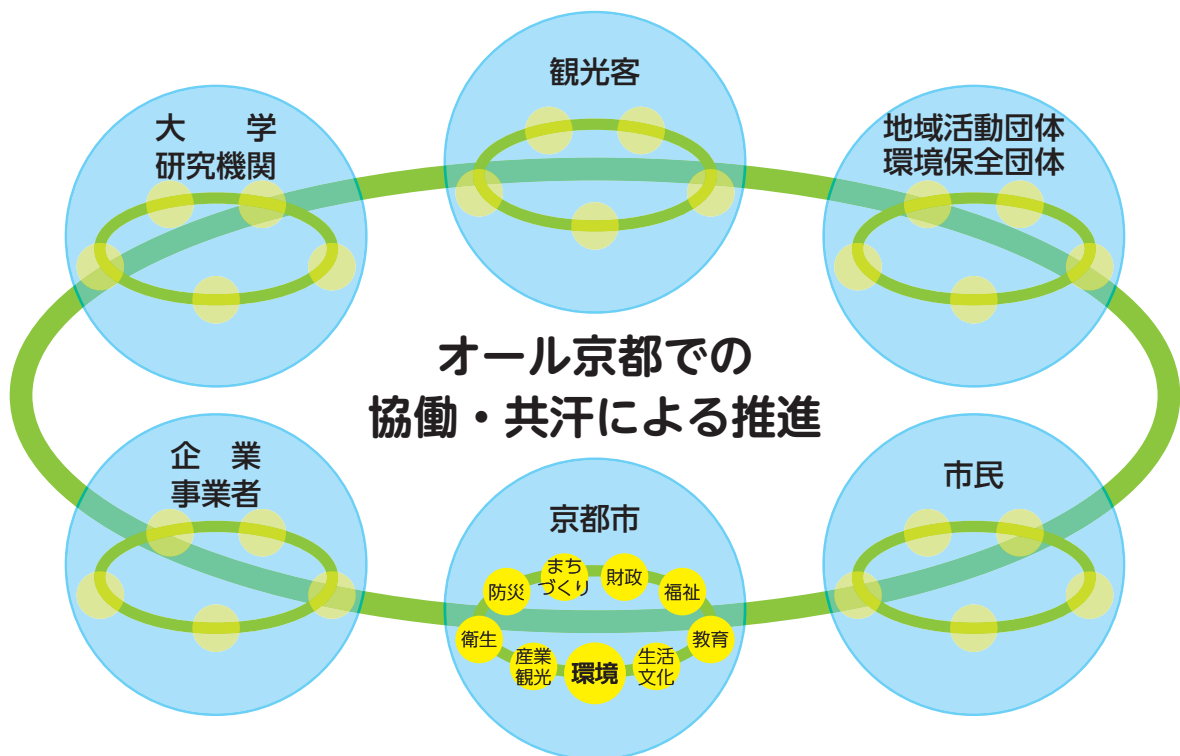 観光客
大　　学
研究機関
地域活動団体
環境保全団体
オール京都での
協働・共汗による推進
企　業
事業者
京都市
市民
まち
づくり
財政
防災
福祉
衛生
教育
産業
観光
環境
生活
文化